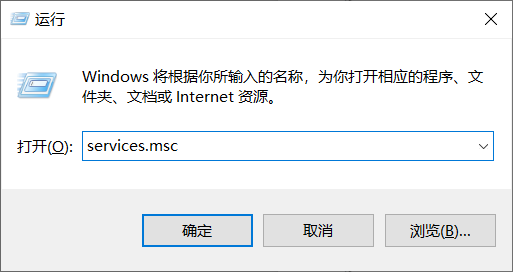 运行
Windows 将根据你所输入的名称，为你打开相应的程序、文
件夹、文档或 Internet 资源。
打开(O): services.msc
确定 取消 浏览(B)...